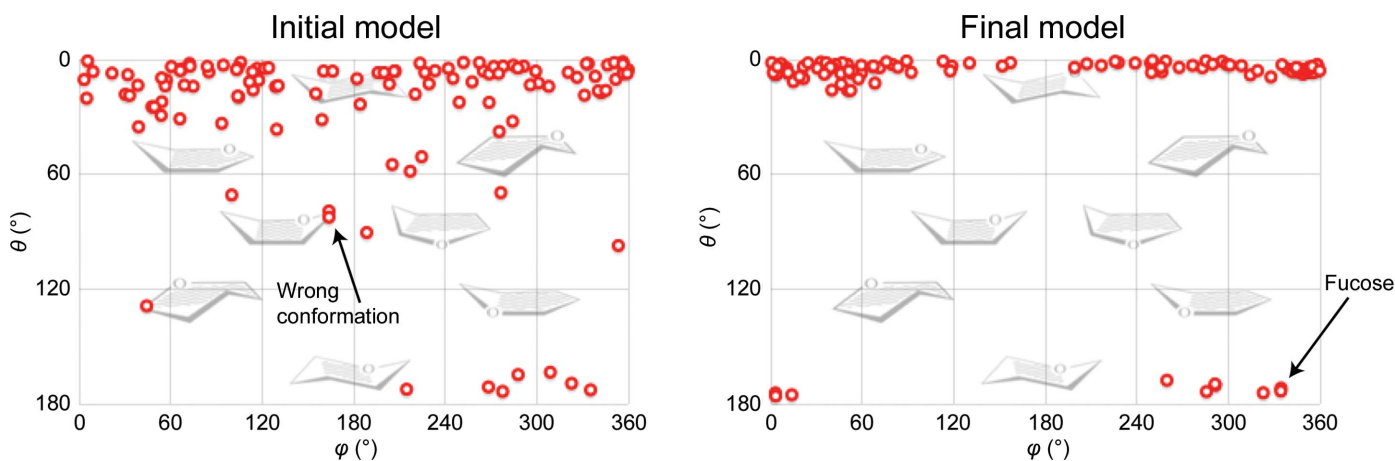 Initial model
0
60
120
180
θ (°)
0
60
120
180
240
300
360
φ (°)
O
O
O
O
O
O
O
Wrong
conformation
Final model
0
60
120
180
θ (°)
0
60
120
180
240
300
360
φ (°)
O
O
O
O
O
O
O
Fucose